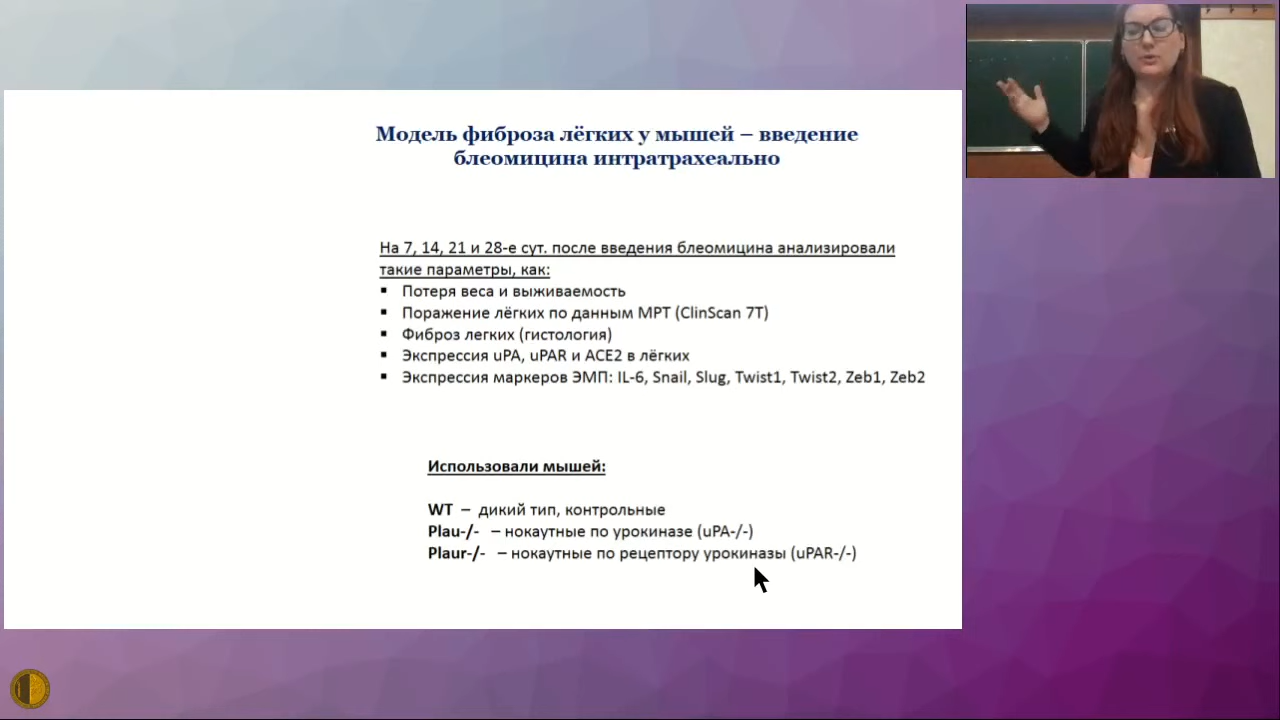 Модель фиброза лёгких у мышей – введение
блеомицина интратрахеально
На 7, 14, 21 и 28-е сут. после введения блеомицина анализировали
такие параметры, как:
▪ Потеря веса и выживаемость
▪ Поражение лёгких по данным МРТ (ClinScan 7T)
▪ Фиброз легких (гистология)
▪ Экспрессия uPA, uPAR и ACE2 в лёгких
▪ Экспрессия маркеров ЭМП: IL-6, Snail, Slug, Twist1, Twist2, Zeb1, Zeb2
Использовали мышей:
WT – дикий тип, контрольные
Plau-/- – нокаутные по урокиназе (uPA-/-)
Plaur-/- – нокаутные по рецептору урокиназы (uPAR-/-)